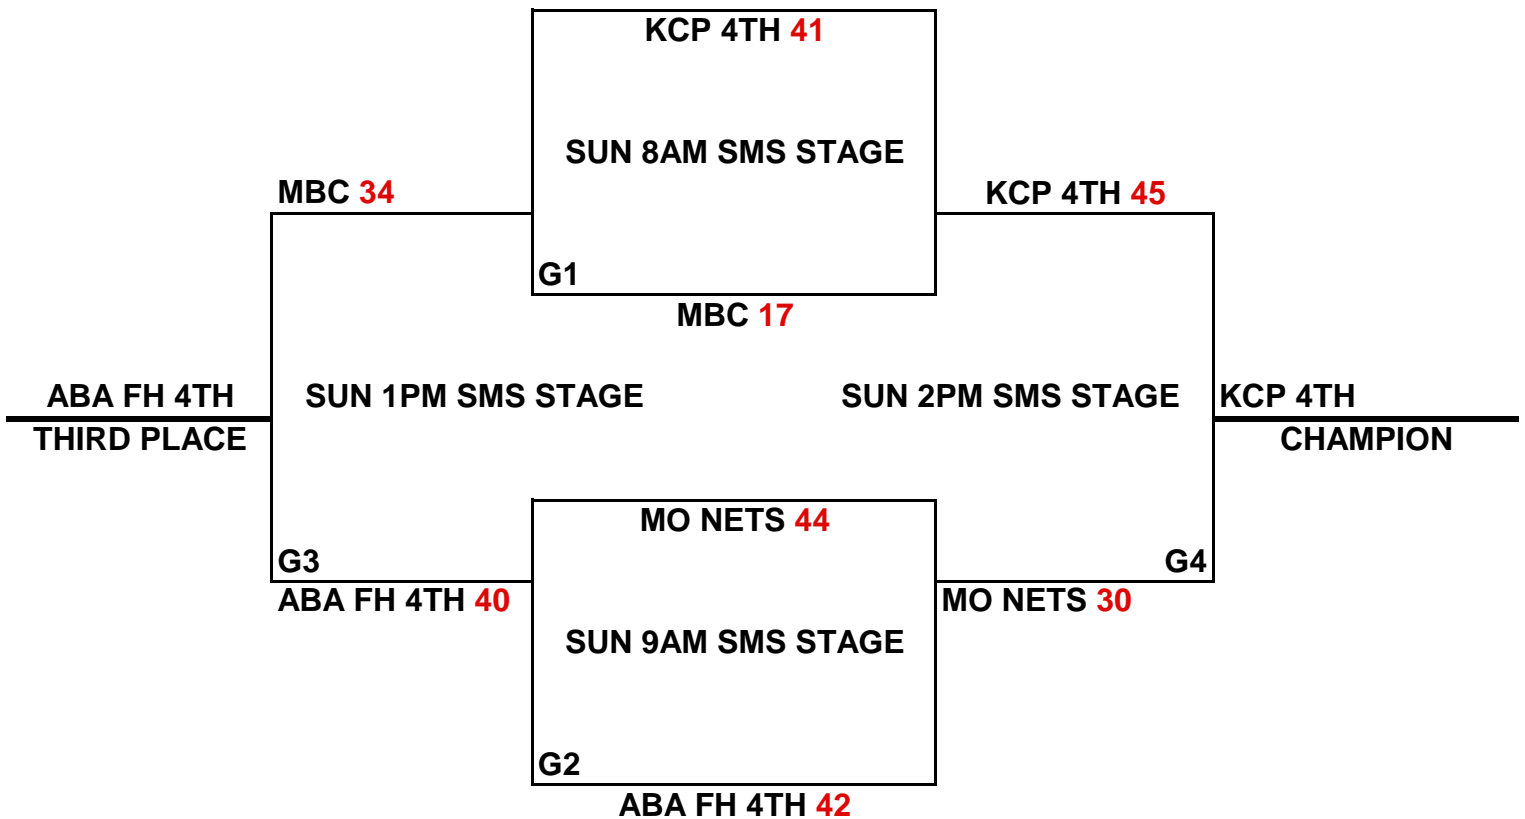 KCP 4TH 41
SUN 8AM SMS STAGE
MBC 34
KCP 4TH 45
G1
MBC 17
ABA FH 4TH
SUN 1PM SMS STAGE
SUN 2PM SMS STAGE
KCP 4TH
THIRD PLACE
CHAMPION
MO NETS 44
G3
G4
ABA FH 4TH 40
MO NETS 30
SUN 9AM SMS STAGE
G2
ABA FH 4TH 42